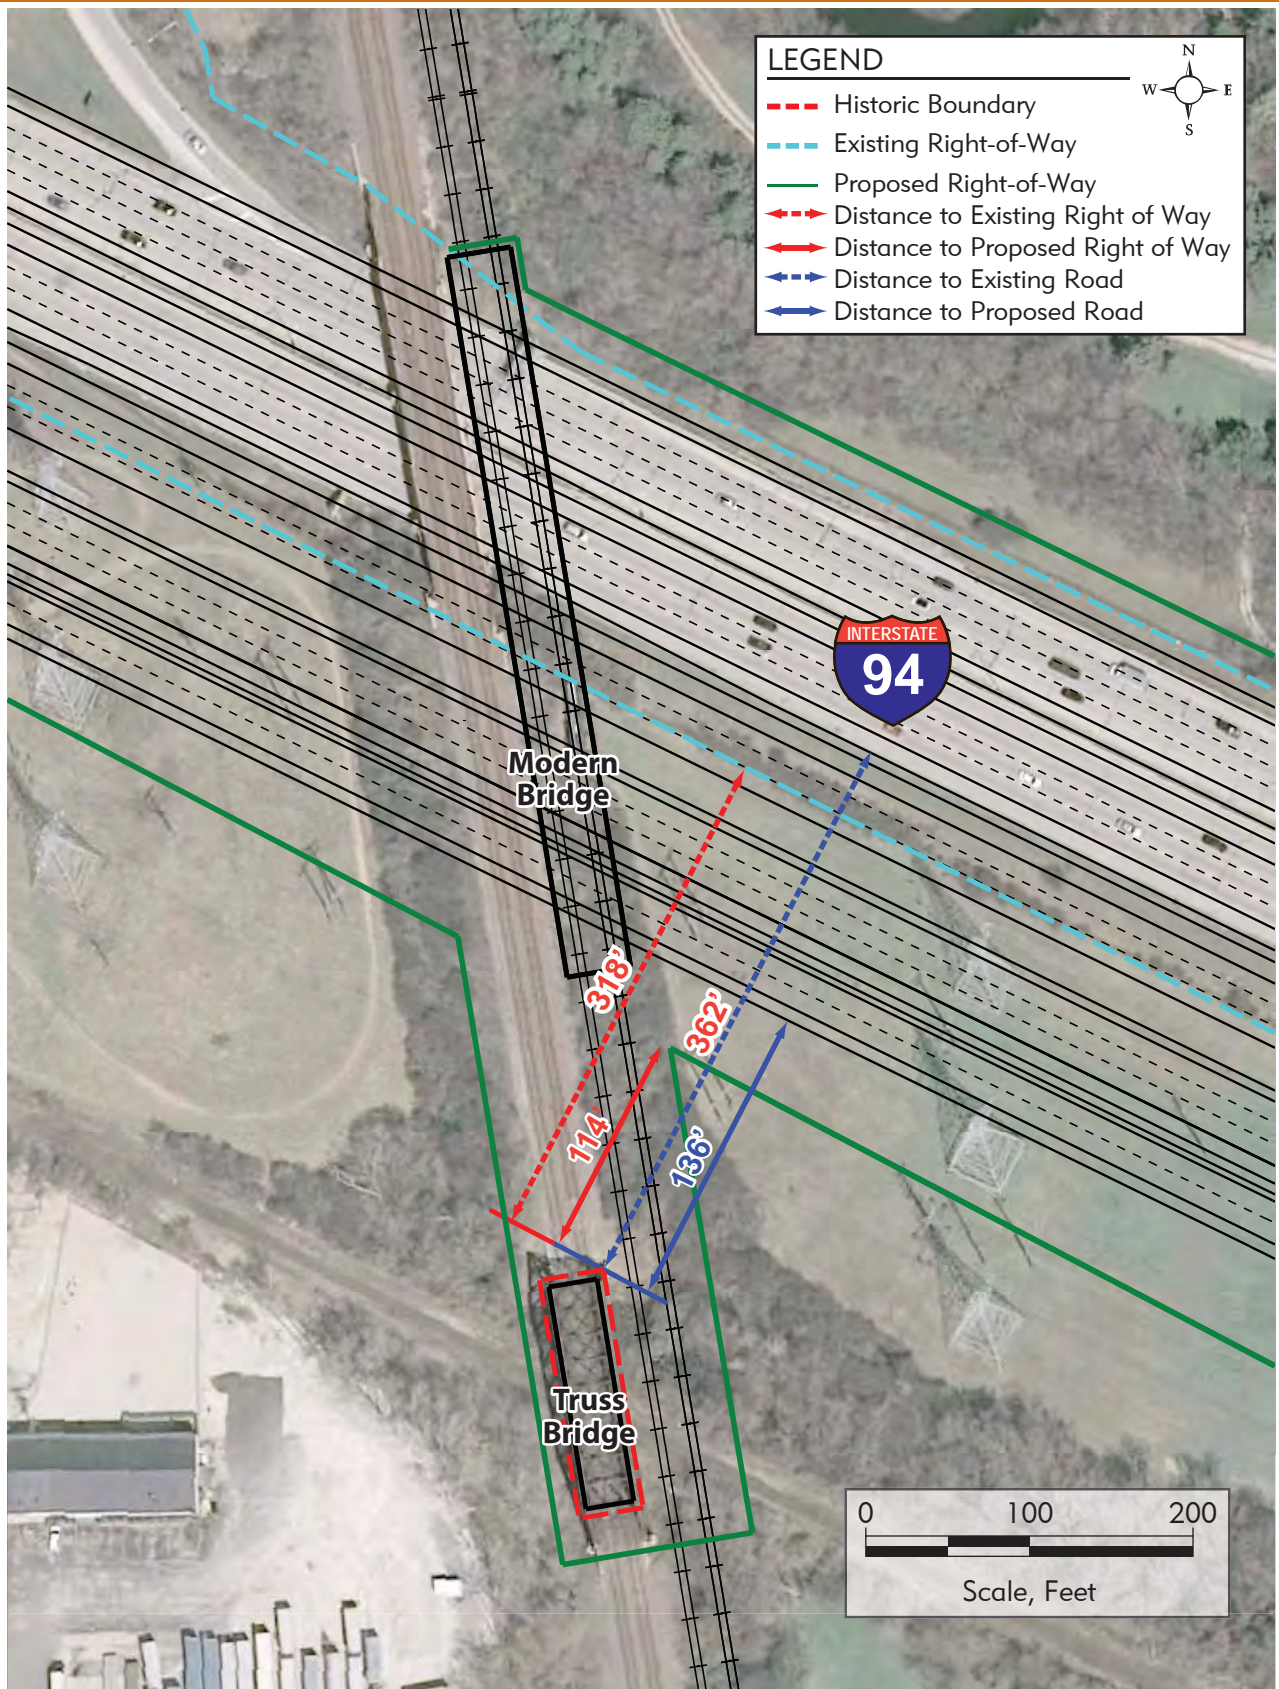 LEGEND
N
W E
S
Historic Boundary
Existing Right-of-Way
Proposed Right-of-Way
Distance to Existing Right of Way
Distance to Proposed Right of Way
Distance to Existing Road
Distance to Proposed Road
INTERSTATE
94
Modern
Bridge
318'
362'
114'
136'
Truss
Bridge
0 100 200
Scale, Feet